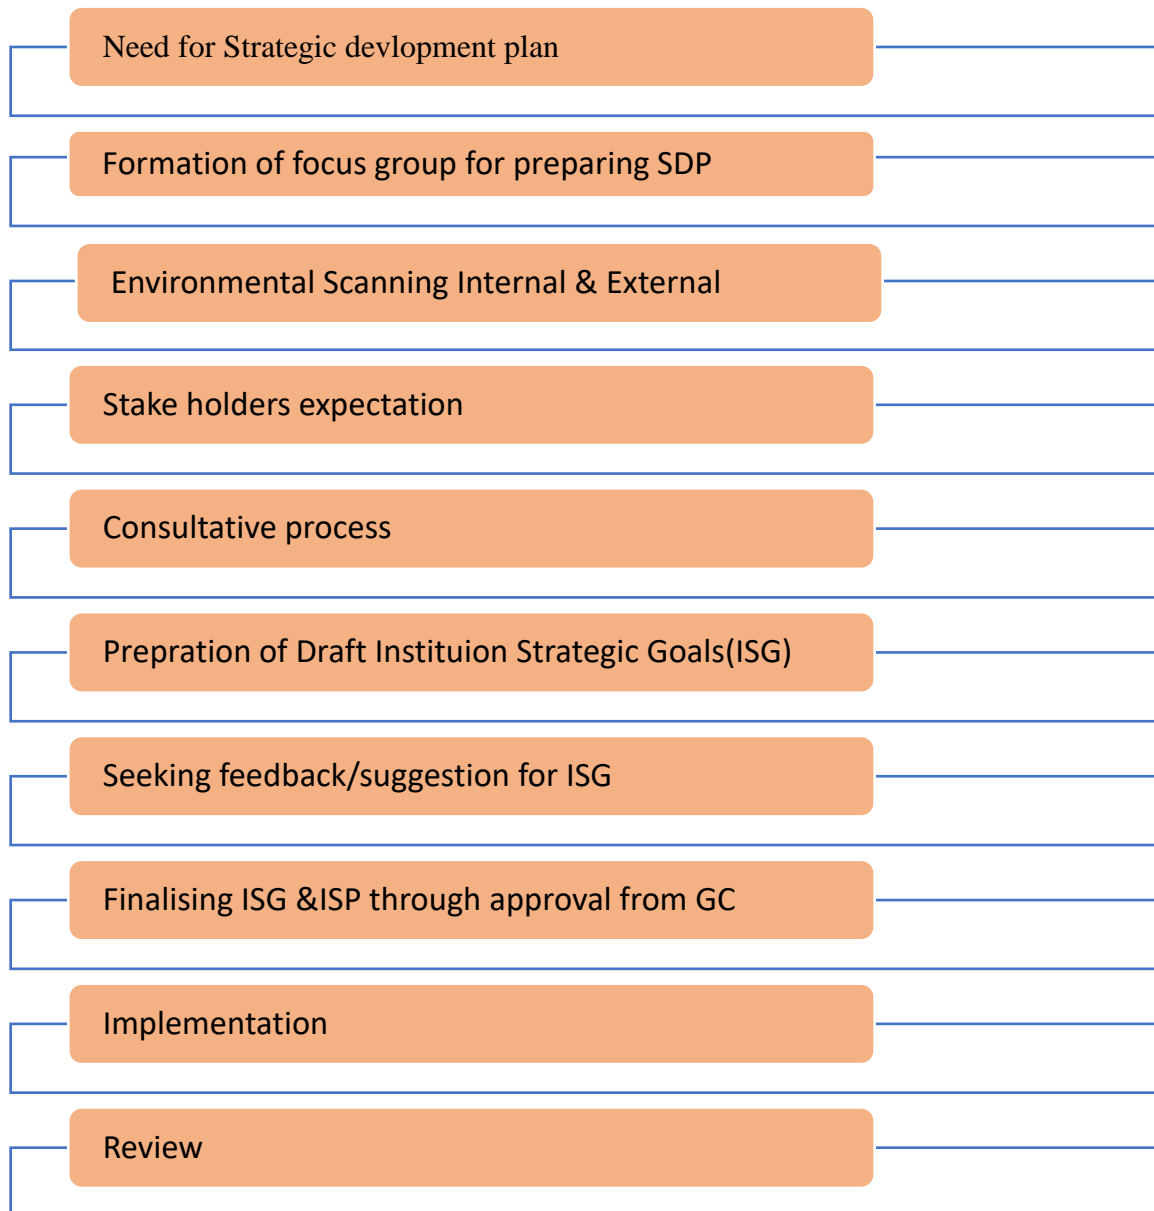 Need for Strategic devlopment plan
Formation of focus group for preparing SDP
Environmental Scanning Internal & External
Stake holders expectation
Consultative process
Prepration of Draft Instituion Strategic Goals(ISG)
Seeking feedback/suggestion for ISG
Finalising ISG &ISP through approval from GC
Implementation
Review